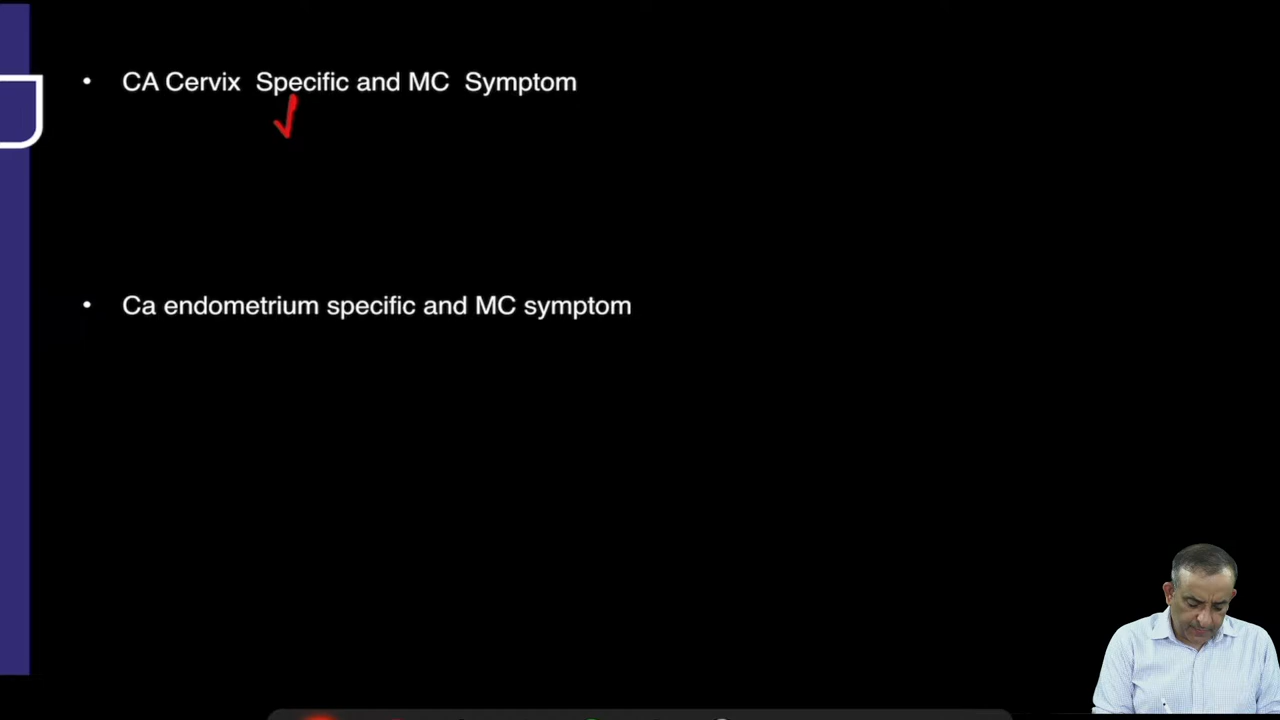 • CA Cervix Specific and MC Symptom
• Ca endometrium specific and MC symptom